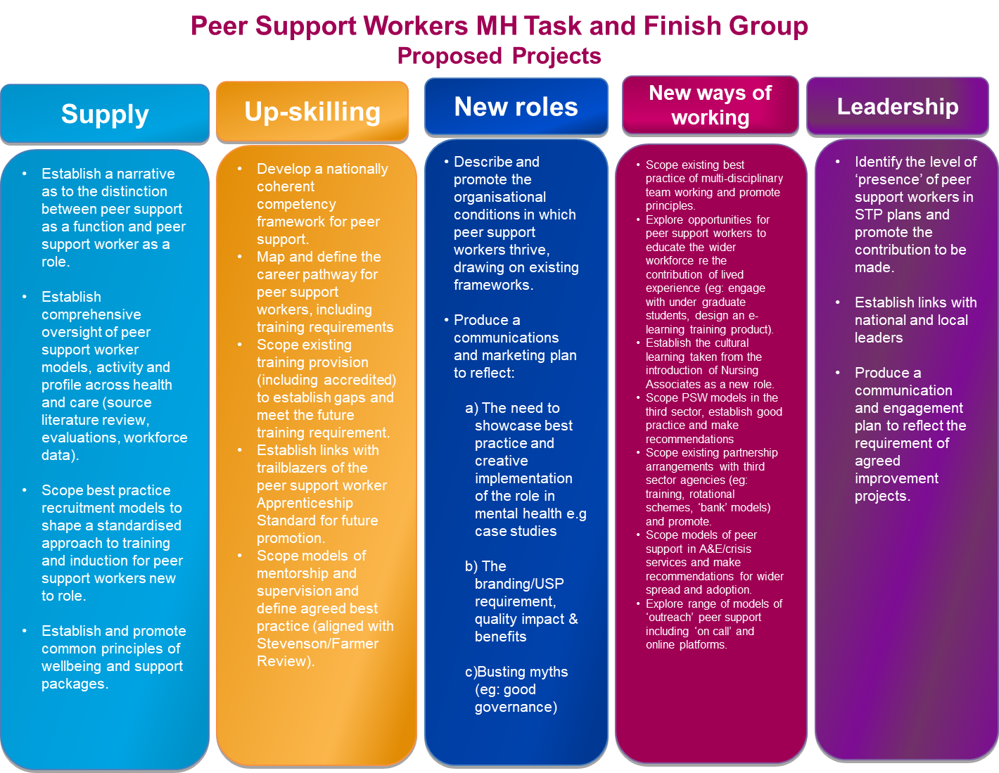 Peer Support Workers MH Task and Finish Group
Proposed Projects
Supply
• Establish a narrative
as to the distinction
between peer support
as a function and peer
support worker as a
role.
• Establish
comprehensive
oversight of peer
support worker
models, activity and
profile across health
and care (source
literature review,
evaluations, workforce
data).
• Scope best practice
recruitment models to
shape a standardised
approach to training
and induction for peer
support workers new
to role.
• Establish and promote
common principles of
wellbeing and support
packages.
Up-skilling
• Develop a nationally
coherent
competency
framework for peer
support.
• Map and define the
career pathway for
peer support
workers, including
training requirements
• Scope existing
training provision
(including accredited)
to establish gaps and
meet the future
training requirement.
• Establish links with
trailblazers of the
peer support worker
Apprenticeship
Standard for future
promotion.
• Scope models of
mentorship and
supervision and
define agreed best
practice (aligned with
Stevenson/Farmer
Review).
New roles
• Describe and
promote the
organisational
conditions in which
peer support
workers thrive,
drawing on existing
frameworks.
• Produce a
communications
and marketing plan
to reflect:
a) The need to
showcase best
practice and
creative
implementation
of the role in
mental health e.g
case studies
b) The
branding/USP
requirement,
quality impact &
benefits
c)Busting myths
(eg: good
governance)
New ways of
working
• Scope existing best
practice of multi-disciplinary
team working and promote
principles.
• Explore opportunities for
peer support workers to
educate the wider
workforce re the
contribution of lived
experience (eg: engage
with under graduate
students, design an e-
learning training product).
• Establish the cultural
learning taken from the
introduction of Nursing
Associates as a new role.
• Scope PSW models in the
third sector, establish good
practice and make
recommendations
• Scope existing partnership
arrangements with third
sector agencies (eg:
training, rotational
schemes, ‘bank’ models)
and promote.
• Scope models of peer
support in A&E/crisis
services and make
recommendations for wider
spread and adoption.
• Explore range of models of
‘outreach’ peer support
including ‘on call’ and
online platforms.
Leadership
• Identify the level of
‘presence’ of peer
support workers in
STP plans and
promote the
contribution to be
made.
• Establish links with
national and local
leaders
• Produce a
communication
and engagement
plan to reflect the
requirement of
agreed
improvement
projects.